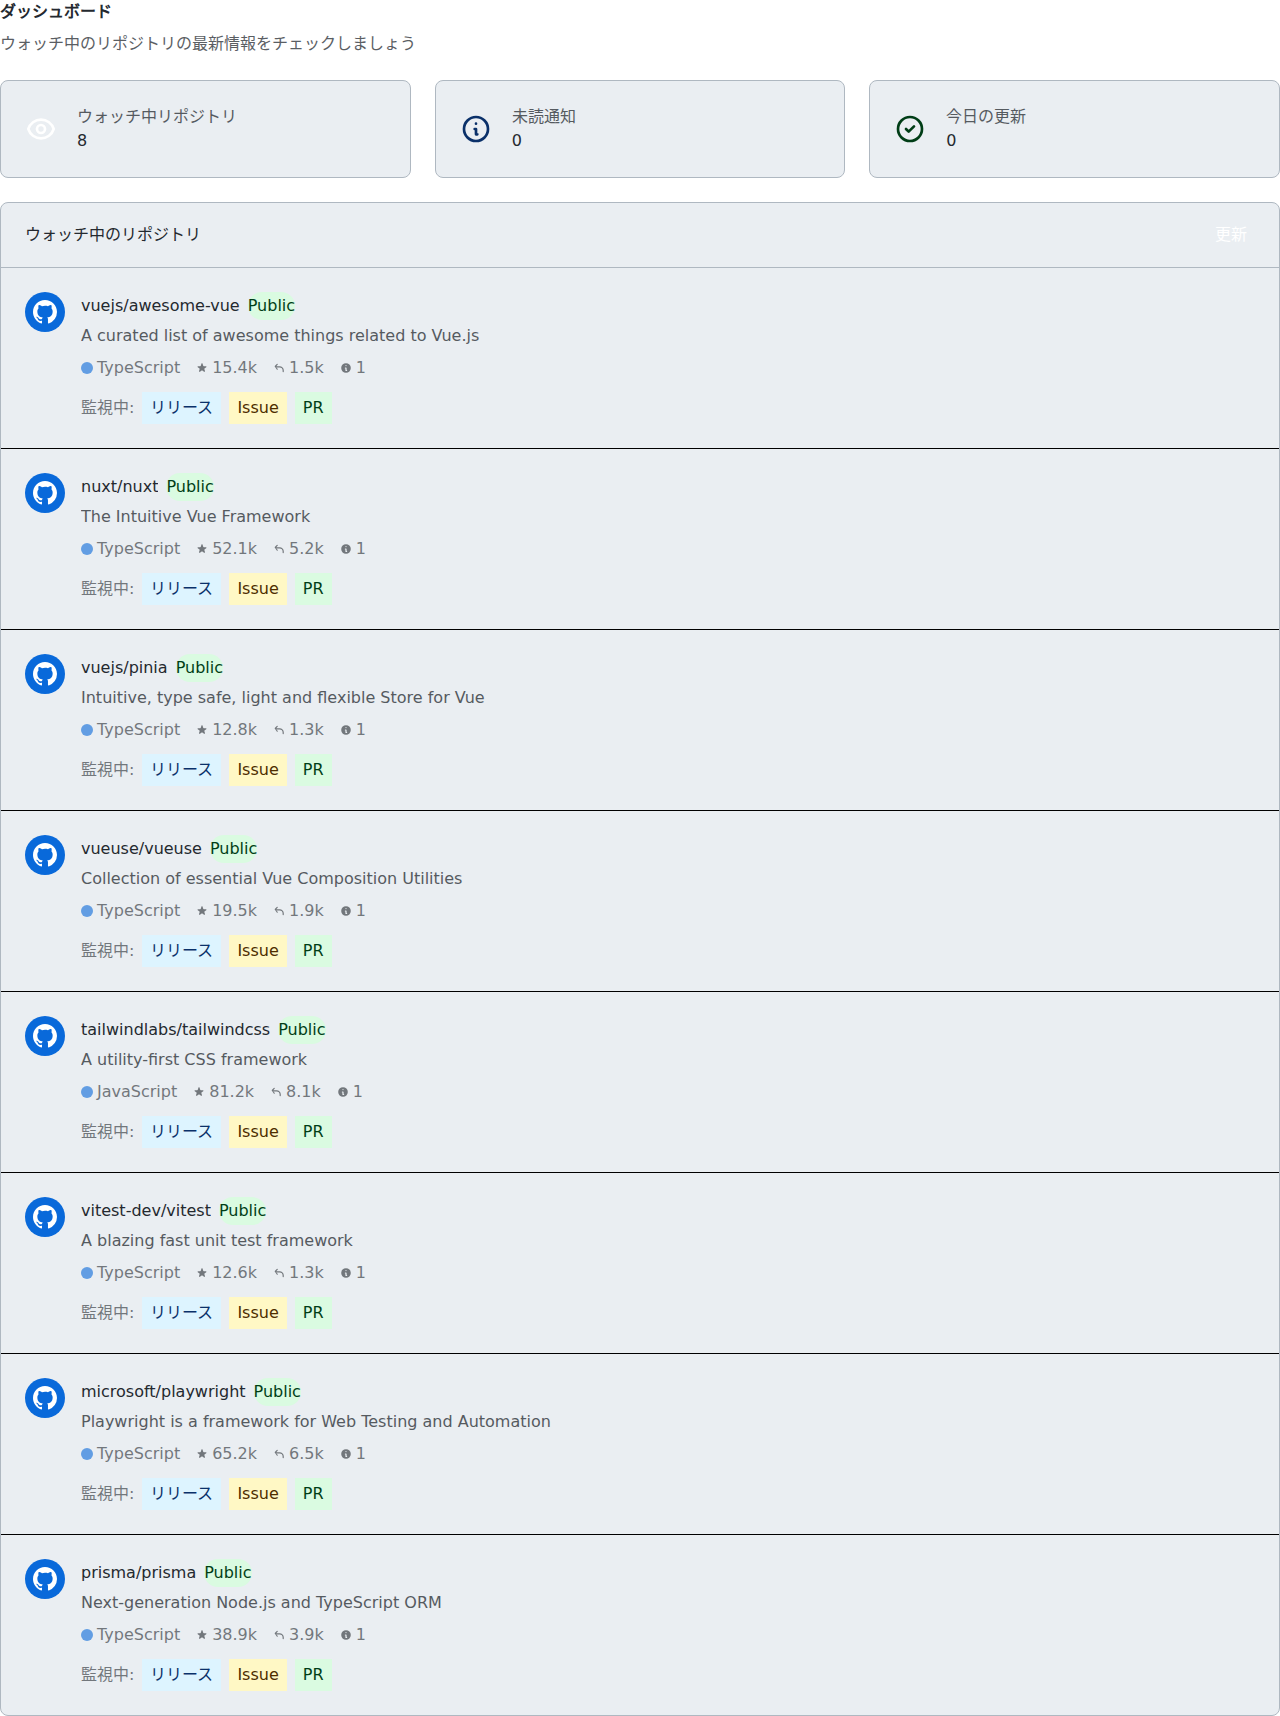 ダッシュボード
ウォッチ中のリポジトリの最新情報をチェックしましょう
ウォッチ中リポジトリ
8
未読通知
0
今日の更新
0
ウォッチ中のリポジトリ 更新
vuejs/awesome-vue Public
A curated list of awesome things related to Vue.js
TypeScript 15.4k 1.5k 1
監視中: リリース Issue PR
nuxt/nuxt Public
The Intuitive Vue Framework
TypeScript 52.1k 5.2k 1
監視中: リリース Issue PR
vuejs/pinia Public
Intuitive, type safe, light and flexible Store for Vue
TypeScript 12.8k 1.3k 1
監視中: リリース Issue PR
vueuse/vueuse Public
Collection of essential Vue Composition Utilities
TypeScript 19.5k 1.9k 1
監視中: リリース Issue PR
tailwindlabs/tailwindcss Public
A utility-first CSS framework
JavaScript 81.2k 8.1k 1
監視中: リリース Issue PR
vitest-dev/vitest Public
A blazing fast unit test framework
TypeScript 12.6k 1.3k 1
監視中: リリース Issue PR
microsoft/playwright Public
Playwright is a framework for Web Testing and Automation
TypeScript 65.2k 6.5k 1
監視中: リリース Issue PR
prisma/prisma Public
Next-generation Node.js and TypeScript ORM
TypeScript 38.9k 3.9k 1
監視中: リリース Issue PR